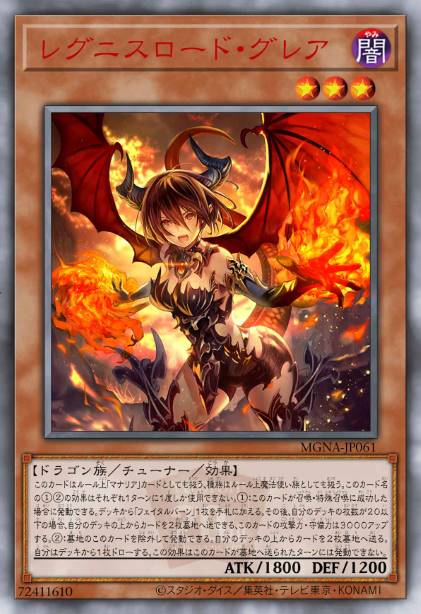 レグニスロード・グレア
闇
MGNA-JP061
【ドラゴン族／チューナー／効果】
このカードはルール上「マナリア」カードとしても扱う、種族はルール上魔法使い族としても扱う。このカード名
の①②の効果はそれぞれ1ターンに1度しか使用できない。①:このカードが召喚・特殊召喚に成功した
場合に発動できる。デッキから「フェイタルバーン」1枚を手札に加える。その後、自分のデッキの枚数が20以
下の場合、自分のデッキの上からカードを2枚墓地へ送できる。このカードの攻撃力・守備力は3000アップ
する。②:墓地のこのカードを除外して発動できる。自分のデッキの上からカードを2枚墓地へ送る。
自分はデッキから1枚ドローする。この効果はこのカードが墓地へ送られたターンには発動できない。
ATK/1800 DEF/1200
72411610
©スタジオ・ダイス／集英社・テレビ東京・KONAMI